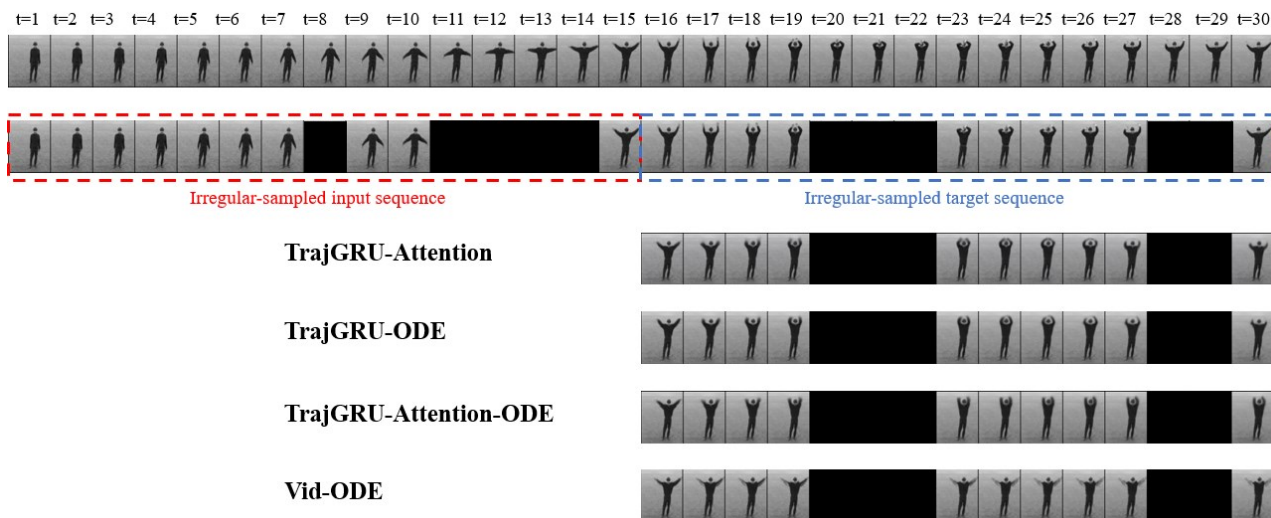 t=1 t=2 t=3 t=4 t=5 t=6 t=7 t=8 t=9 t=10 t=11 t=12 t=13 t=14 t=15 t=16 t=17 t=18 t=19 t=20 t=21 t=22 t=23 t=24 t=25 t=26 t=27 t=28 t=29 t=30
Irregular-sampled input sequence Irregular-sampled target sequence
TrajGRU-Attention
TrajGRU-ODE
TrajGRU-Attention-ODE
Vid-ODE